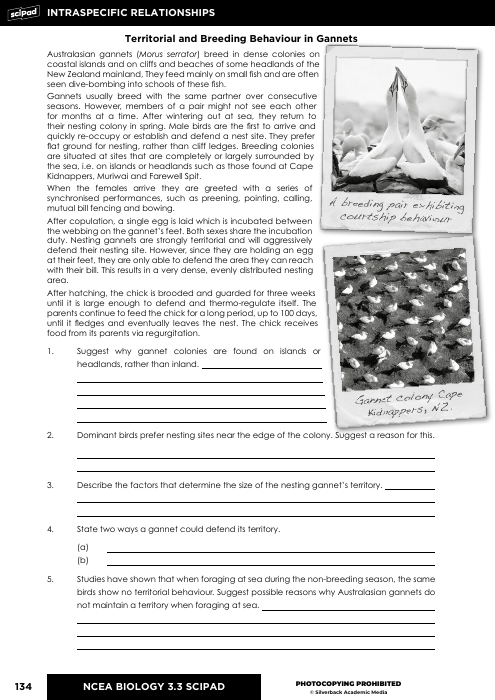 scipad
INTRASPECIFIC RELATIONSHIPS
Territorial and Breeding Behaviour in Gannets
Australasian gannets (Morus serrator) breed in dense colonies on
coastal islands and on cliffs and beaches of some headlands of the
New Zealand mainland. They feed mainly on small fish and are often
seen dive-bombing into schools of these fish.
Gannets usually breed with the same partner over consecutive
seasons. However, members of a pair might not see each other
for months at a time. After wintering out at sea, they return to
their nesting colony in spring. Male birds are the first to arrive and
quickly re-occupy or establish and defend a nest site. They prefer
flat ground for nesting, rather than cliff ledges. Breeding colonies
are situated at sites that are completely or largely surrounded by
the sea, i.e. on islands or headlands such as those found at Cape
Kidnappers, Muriwai and Farewell Spit.
When the females arrive they are greeted with a series of
synchronised performances, such as preening, pointing, calling,
mutual bill fencing and bowing.
After copulation, a single egg is laid which is incubated between
the webbing on the gannet's feet. Both sexes share the incubation
duty. Nesting gannets are strongly territorial and will aggressively
defend their nesting site. However, since they are holding an egg
at their feet, they are only able to defend the area they can reach
with their bill. This results in a very dense, evenly distributed nesting
area.
After hatching, the chick is brooded and guarded for three weeks
until it is large enough to defend and thermo-regulate itself. The
parents continue to feed the chick for a long period, up to 100 days,
until it fledges and eventually leaves the nest. The chick receives
food from its parents via regurgitation.
A breeding pair exhibiting
courtship behaviour
Gannet colony Cape
Kidnappers, NZ.
1. Suggest why gannet colonies are found on islands or
headlands, rather than inland.
2. Dominant birds prefer nesting sites near the edge of the colony. Suggest a reason for this.
3. Describe the factors that determine the size of the nesting gannet's territory.
4. State two ways a gannet could defend its territory.
(a)
(b)
5. Studies have shown that when foraging at sea during the non-breeding season, the same
birds show no territorial behaviour. Suggest possible reasons why Australasian gannets do
not maintain a territory when foraging at sea.
134
NCEA BIOLOGY 3.3 SCIPAD
PHOTOCOPYING PROHIBITED
© Silverback Academic Media